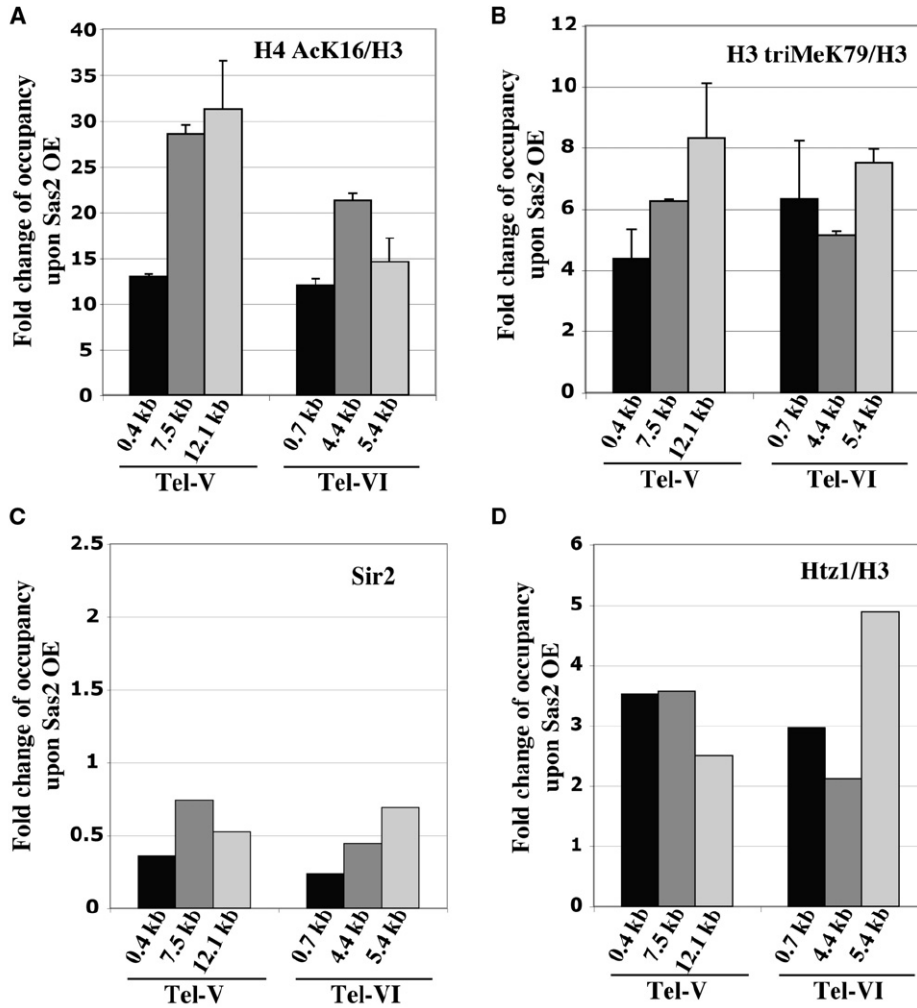 A
H4 AcK16/H3
Fold change of occupancy
upon Sas2 OE
40
35
30
25
20
15
10
5
0
0.4 kb
7.5 kb
12.1 kb
0.7 kb
4.4 kb
5.4 kb
Tel-V
Tel-VI
B
H3 triMeK79/H3
Fold change of occupancy
upon Sas2 OE
12
10
8
6
4
2
0
0.4 kb
7.5 kb
12.1 kb
0.7 kb
4.4 kb
5.4 kb
Tel-V
Tel-VI
C
Sir2
Fold change of occupancy
upon Sas2 OE
2.5
2
1.5
1
0.5
0
0.4 kb
7.5 kb
12.1 kb
0.7 kb
4.4 kb
5.4 kb
Tel-V
Tel-VI
D
Htz1/H3
Fold change of occupancy
upon Sas2 OE
6
5
4
3
2
1
0
0.4 kb
7.5 kb
12.1 kb
0.7 kb
4.4 kb
5.4 kb
Tel-V
Tel-VI